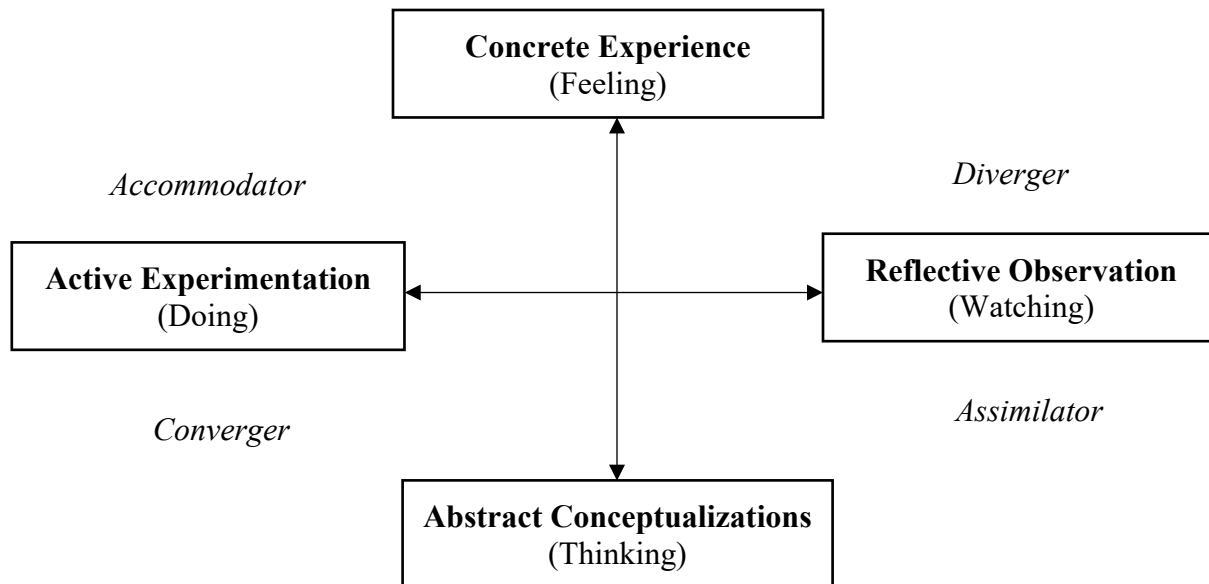 Concrete Experience
(Feeling)
Accommodator
Diverger
Active Experimentation
(Doing)
Reflective Observation
(Watching)
Converger
Assimilator
Abstract Conceptualizations
(Thinking)